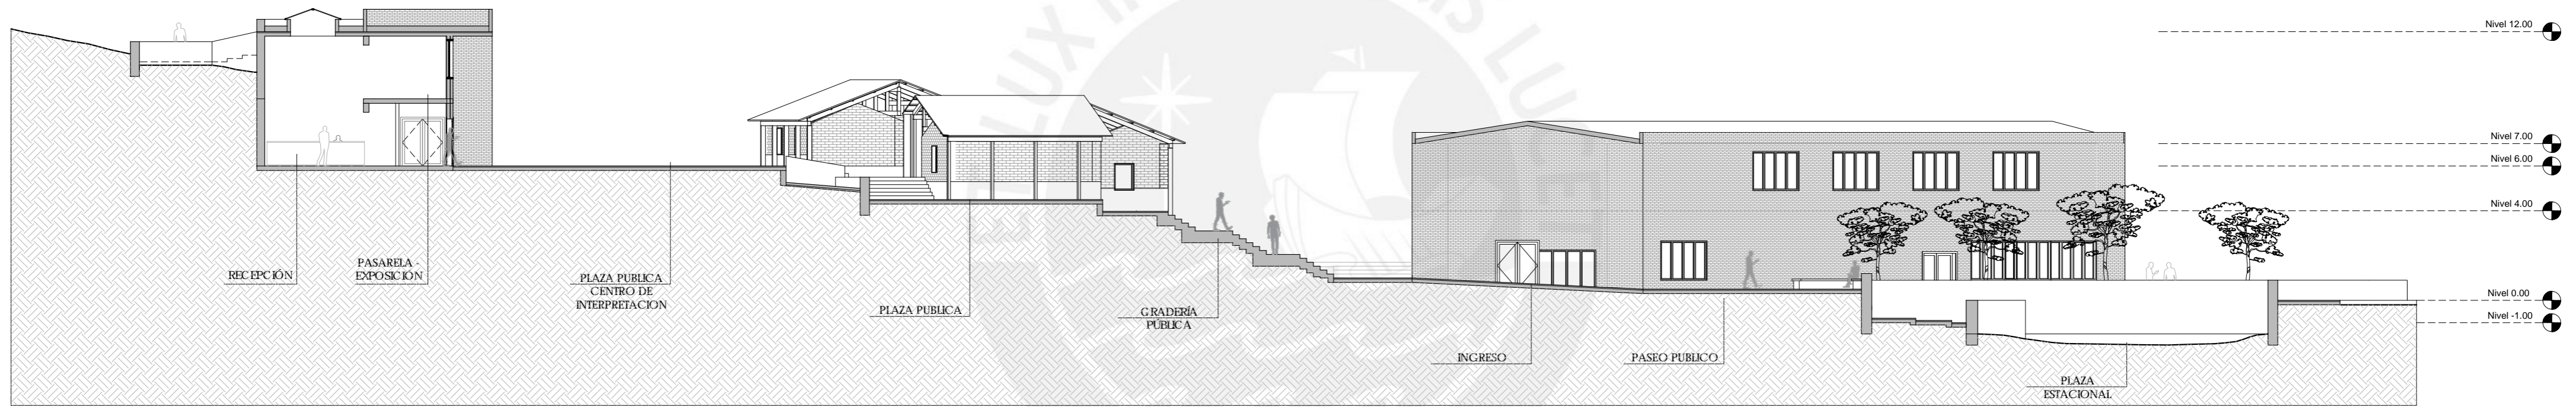 Nivel 12.00
Nivel 7.00
Nivel 6.00
Nivel 4.00
Nivel 0.00
Nivel -1.00
RECEPCIÓN
PASARELA -
EXPOSICIÓN
PLAZA PUBLICA
CENTRO DE
INTERPRETACION
PLAZA PUBLICA
GRADERÍA
PÚBLICA
INGRESO
PASEO PUBLICO
PLAZA
ESTACIONAL